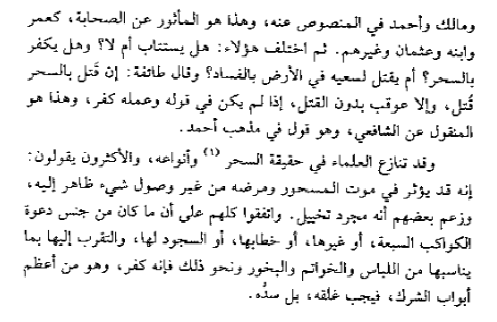 ومالك وأحمد في المنصوص عنه، وهذا هو المأثور عن الصحابة، كعمر
وابنه وعثمان وغيرهم. ثم اختلف هؤلاء: هل يستتاب أم لا؟ وهل يكفر
بالسحر؟ أم يقتل لسعيه في الأرض بالفساد؟ وقال طائفة: إن قَتل بالسحر
قُتل، وإلا عوقب بدون القتل، إذا لم يكن في قوله وعمله كفر، وهذا هو
المنقول عن الشافعي، وهو قول في مذهب أحمد.
وقد تنازع العلماء في حقيقة السحر (١) وأنواعه، والأكثرون يقولون:
إنه قد يؤثر في موت المسحور ومرضه من غير وصول شيء ظاهر إليه،
وزعم بعضهم أنه مجرد تخييل. واتفقوا كلهم علي أن ما كان من جنس دعوة
الكواكب السبعة، أو غيرها، أو خطابها، أو السجود لها، والتقرب إليها بما
يناسبها من اللباس والخواتم والبخور ونحو ذلك فإنه كفر، وهو من أعظم
أبواب الشرك، فيجب غلقه، بل سدُّه.